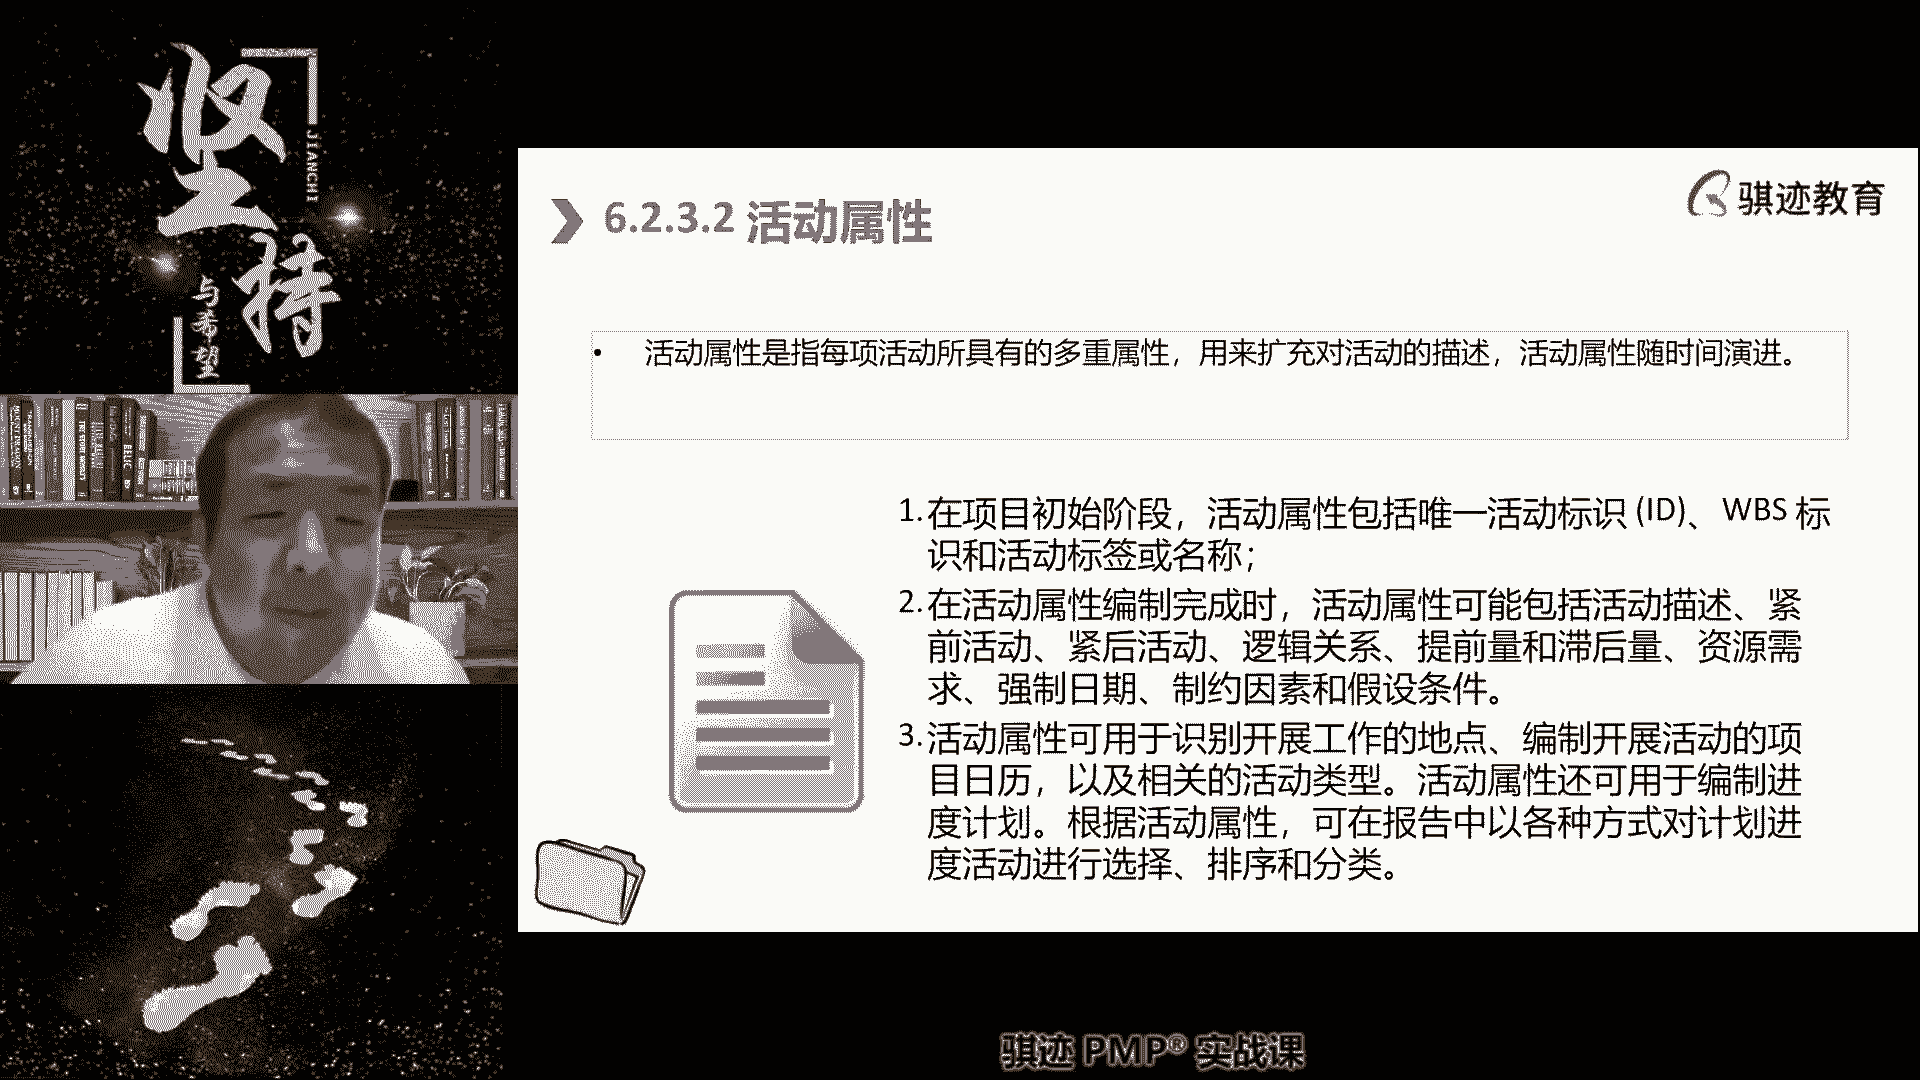 坚持
JIANCHI
与希望
骐迹教育
6.2.3.2 活动属性
• 活动属性是指每项活动所具有的多重属性，用来扩充对活动的描述，活动属性随时间演进。
1. 在项目初始阶段，活动属性包括唯一活动标识 (ID)、WBS 标
识和活动标签或名称；
2. 在活动属性编制完成时，活动属性可能包括活动描述、紧
前活动、紧后活动、逻辑关系、提前量和滞后量、资源需
求、强制日期、制约因素和假设条件。
3. 活动属性可用于识别开展工作的地点、编制开展活动的项
目日历，以及相关的活动类型。活动属性还可用于编制进
度计划。根据活动属性，可在报告中以各种方式对计划进
度活动进行选择、排序和分类。
骐迹 PMP® 实战课